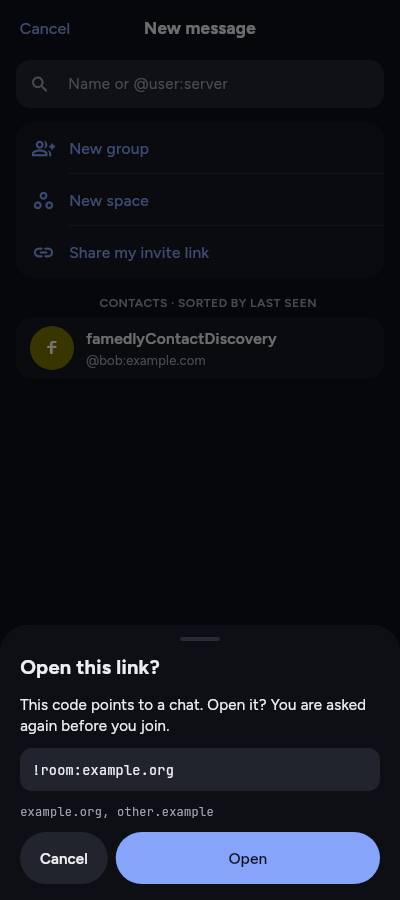 Cancel
New message
Name or @user:server
New group
New space
Share my invite link
CONTACTS · SORTED BY LAST SEEN
f
famedlyContactDiscovery
@bob:example.com
Open this link?
This code points to a chat. Open it? You are asked
again before you join.
!room:example.org
example.org, other.example
Cancel
Open